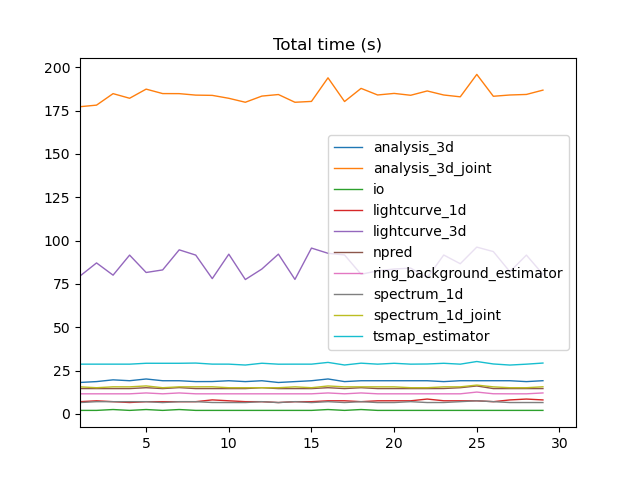 Total time (s)
200
175
150
125
100
75
50
25
0
analysis_3d
analysis_3d_joint
io
lightcurve_1d
lightcurve_3d
npred
ring_background_estimator
spectrum_1d
spectrum_1d_joint
tsmap_estimator
5 10 15 20 25 30